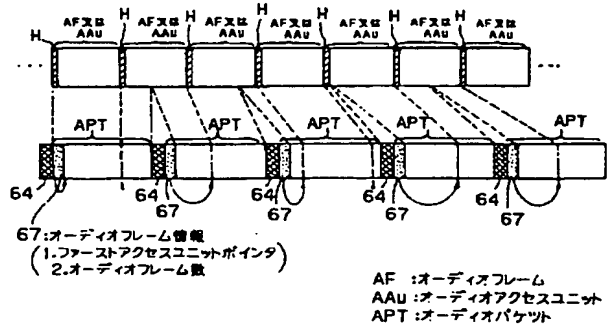 H AF又は AAu H AF又は AAu H AF又は AAu H AF又は AAu H AF又は AAu H AF又は AAu H AF又は AAu
APT APT APT APT APT
64 67 64 67 64 67 64 67 64 67
67:オーディオフレーム情報
(1.ファーストアクセスユニットポインタ
2.オーディオフレーム数)
AF :オーディオフレーム
AAu :オーディオアクセスユニット
APT :オーディオパケット